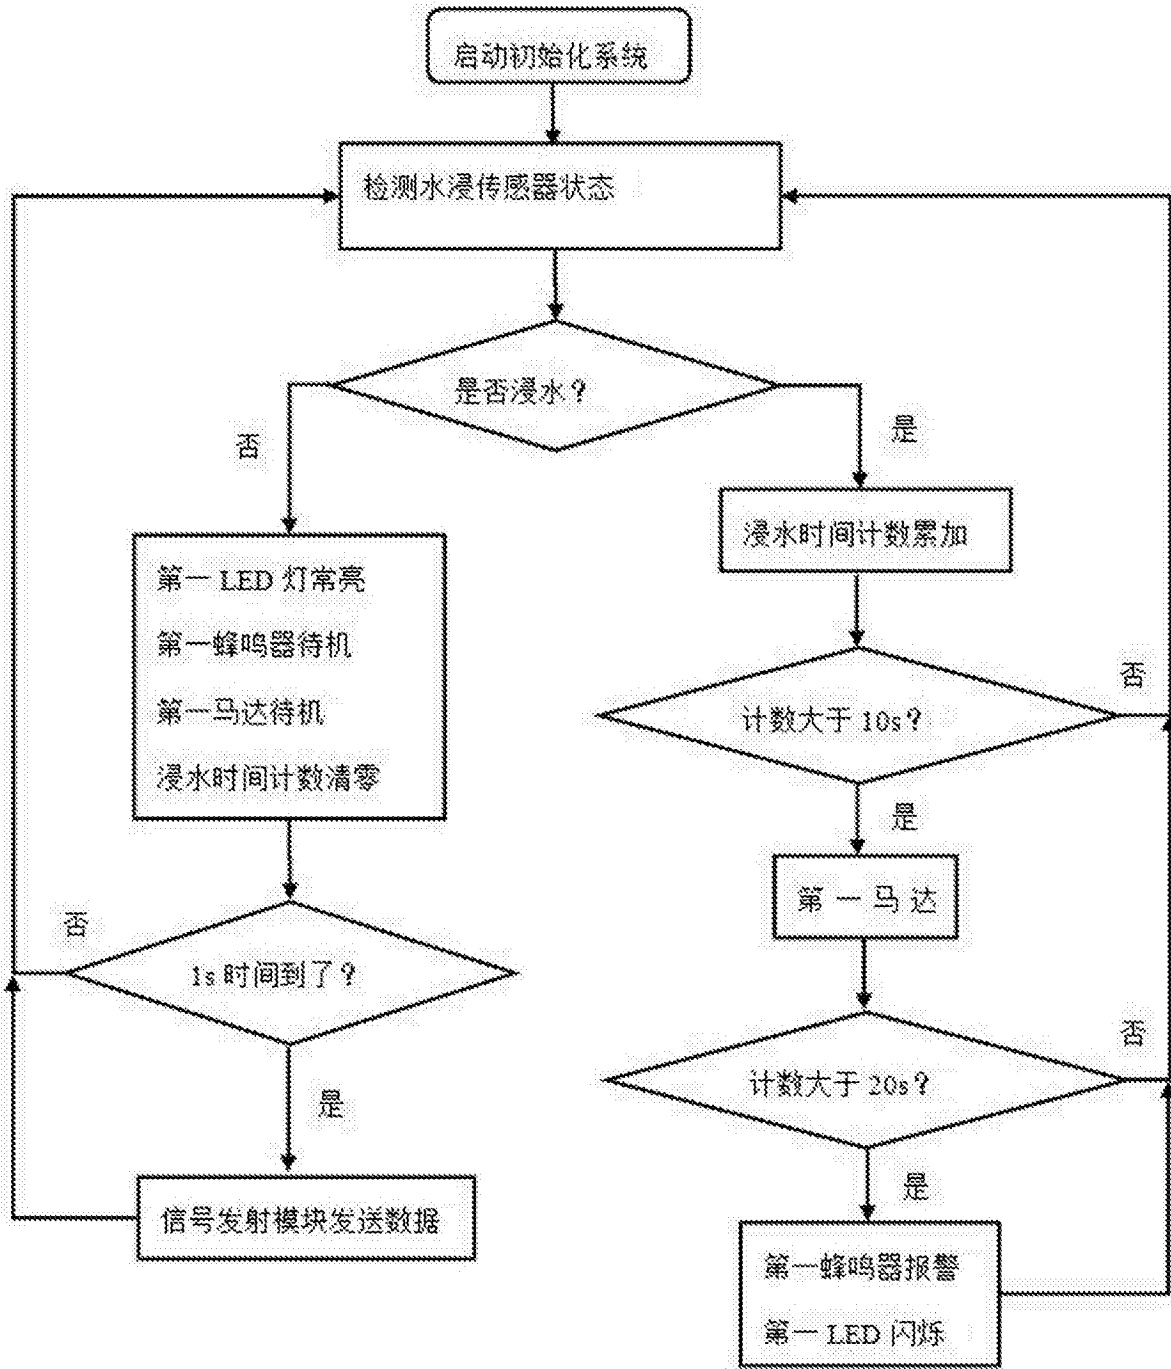 启动初始化系统
检测水浸传感器状态
是否浸水？
否
是
浸水时间计数累加
第一 LED 灯常亮
第一蜂鸣器待机
第一马达待机
浸水时间计数清零
计数大于 10s？
否
是
第 一 马 达
否
1s 时间到了？
是
计数大于 20s？
否
是
信号发射模块发送数据
第一蜂鸣器报警
第一 LED 闪烁